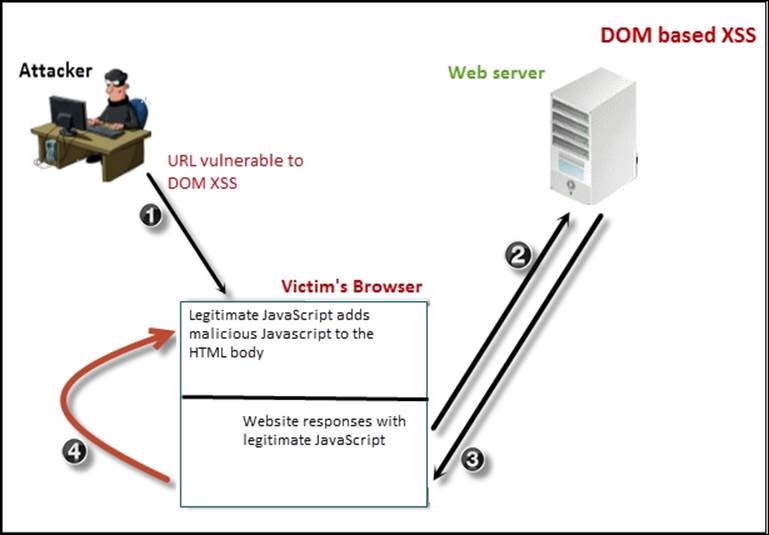 DOM based XSS
Attacker
Web server
URL vulnerable to
DOM XSS
1
2
Victim's Browser
Legitimate JavaScript adds
malicious Javascript to the
HTML body
Website responses with
legitimate JavaScript
4
3